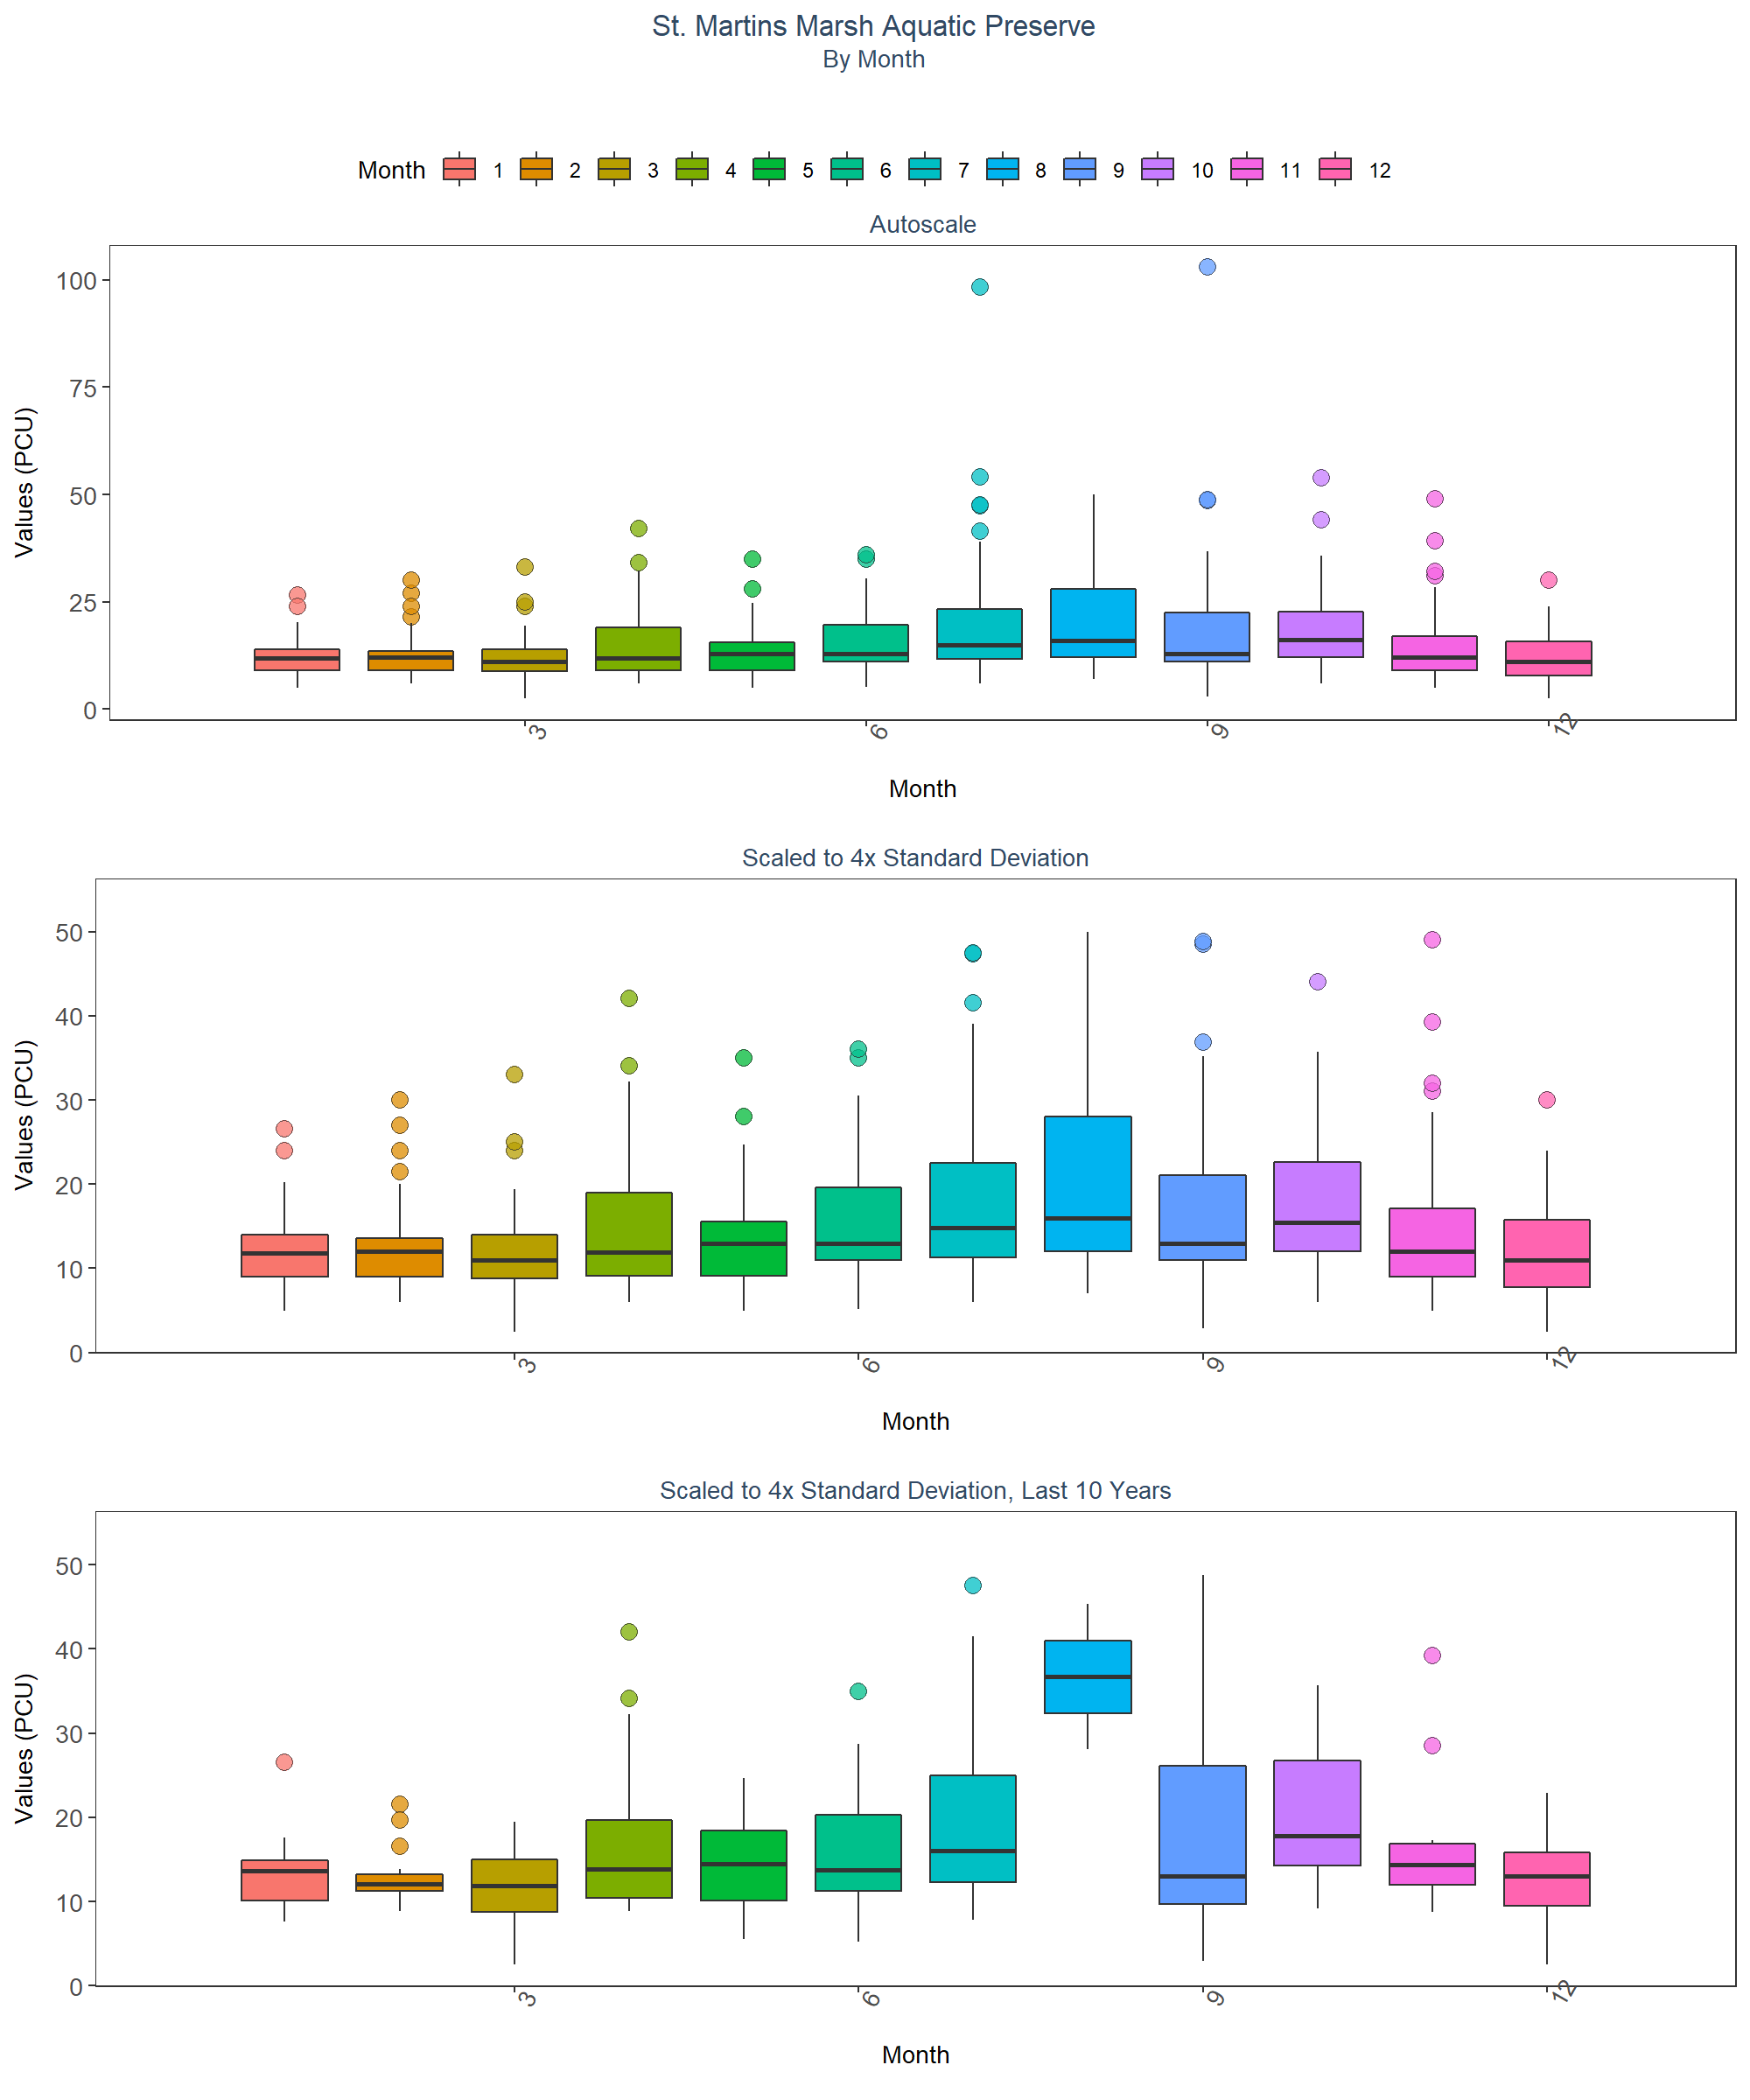 St. Martins Marsh Aquatic Preserve
By Month
Month 1 2 3 4 5 6 7 8 9 10 11 12
Autoscale
Values (PCU)
100
75
50
25
0
3 6 9 12
Month
Scaled to 4x Standard Deviation
Values (PCU)
50
40
30
20
10
0
3 6 9 12
Month
Scaled to 4x Standard Deviation, Last 10 Years
Values (PCU)
50
40
30
20
10
0
3 6 9 12
Month